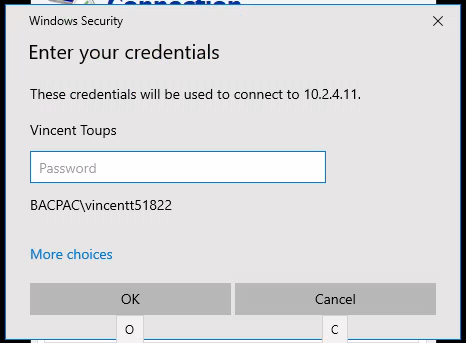 Connection
Windows Security
Enter your credentials
These credentials will be used to connect to 10.2.4.11.
Vincent Toups
Password
BACPAC\vincentt51822
More choices
OK
Cancel
O
C